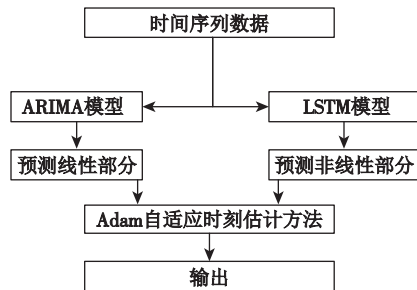 时间序列数据
ARIMA模型
LSTM模型
预测线性部分
预测非线性部分
Adam自适应时刻估计方法
输出